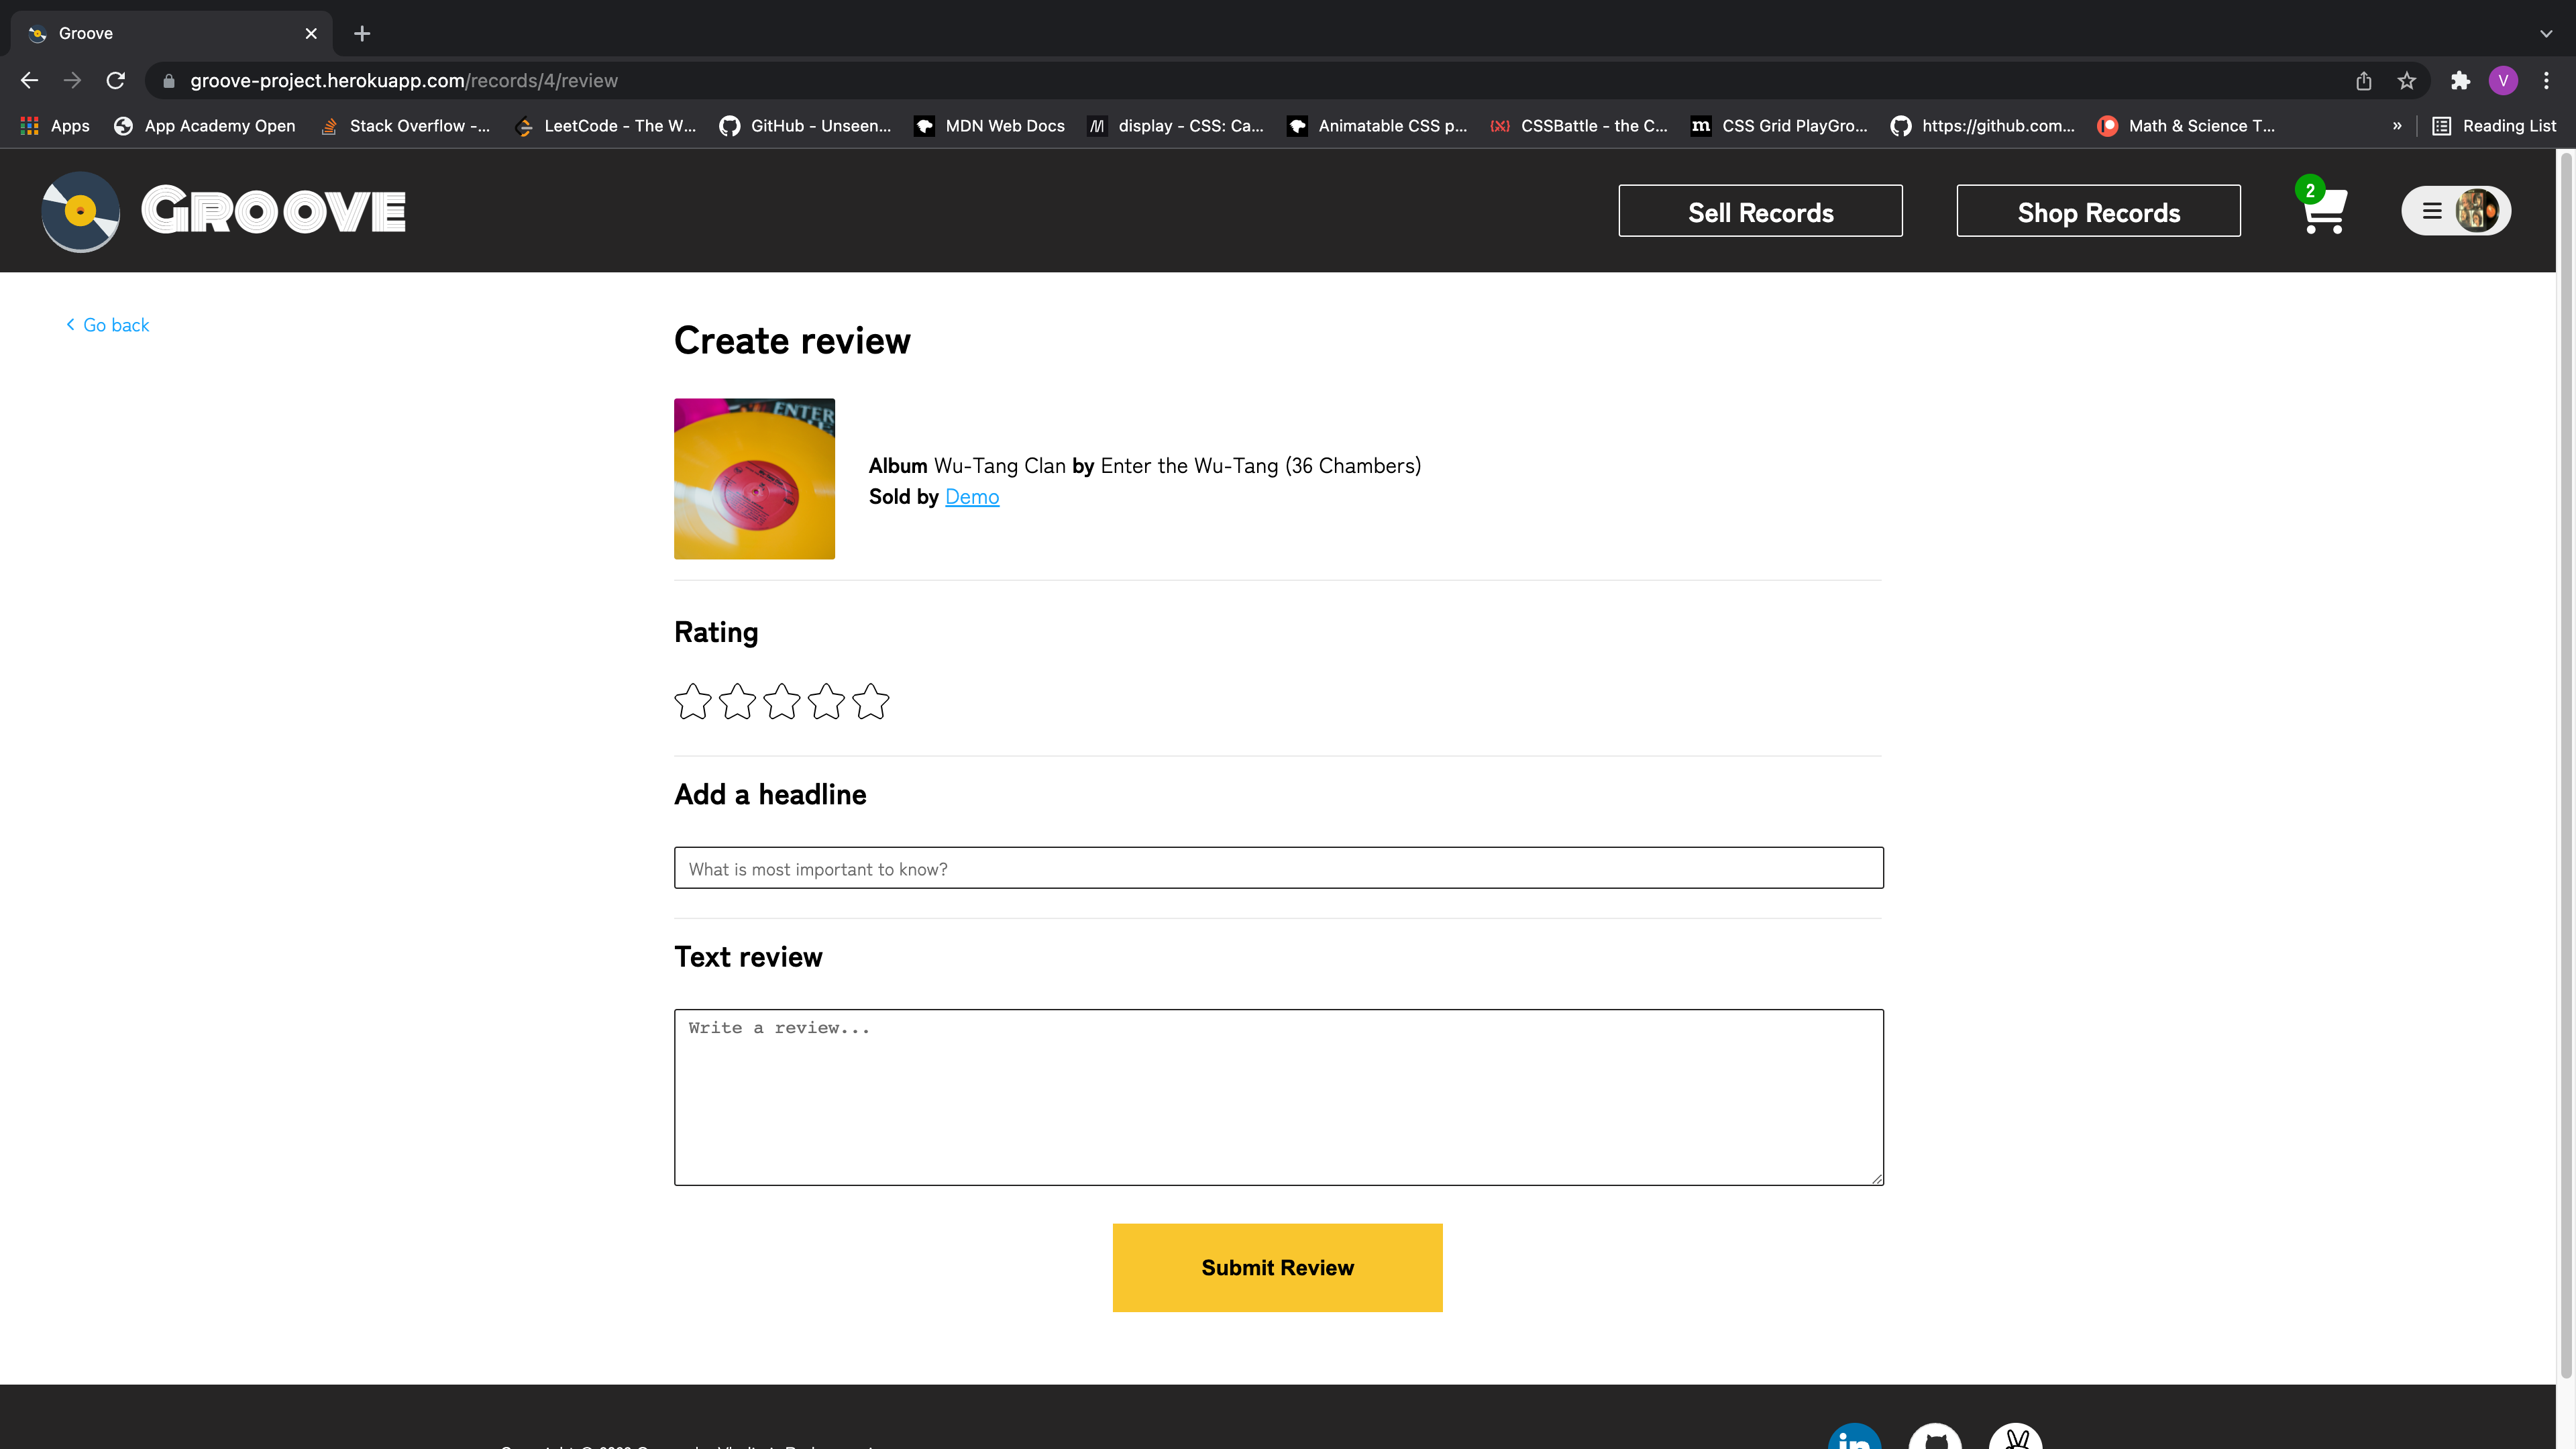 Groove
groove-project.herokuapp.com/records/4/review
V
Apps
App Academy Open
Stack Overflow -...
LeetCode - The W...
GitHub - Unseen...
MDN Web Docs
display - CSS: Ca...
Animatable CSS p...
CSSBattle - the C...
CSS Grid PlayGro...
https://github.com...
Math & Science T...
»
Reading List
GROOVE
Sell Records
Shop Records
2
Go back
Create review
ENTER
Album Wu-Tang Clan by Enter the Wu-Tang (36 Chambers)
Sold by Demo
Rating
Add a headline
What is most important to know?
Text review
Write a review...
Submit Review
in